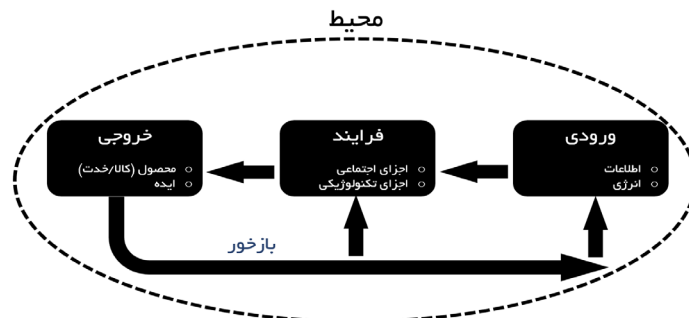 محیط
ورودی
اطلاعات
انرژی
فرایند
اجزای اجتماعی
اجزای تکنولوژیکی
خروجی
محصول (کالا/خدت)
ایده
بازخور